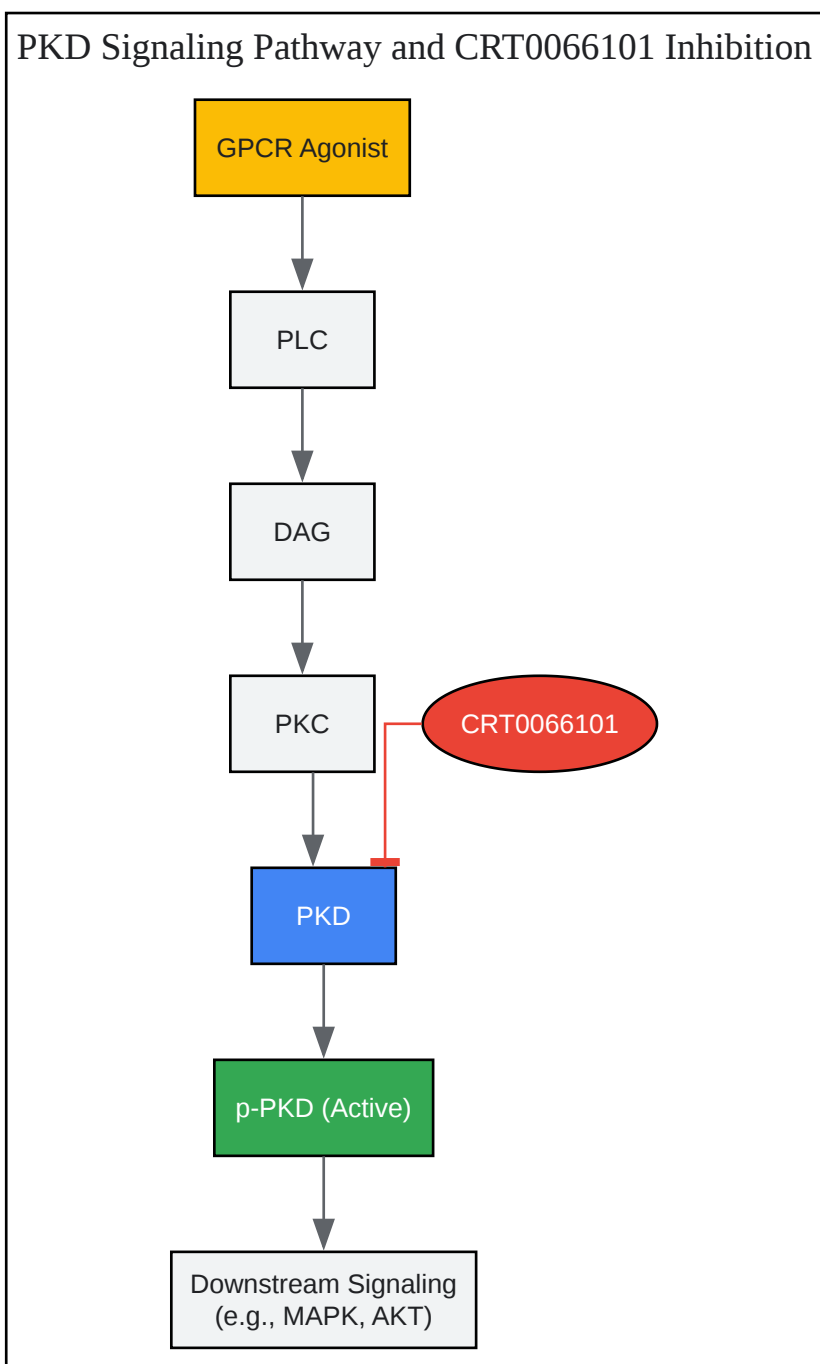 PKD Signaling Pathway and CRT0066101 Inhibition
GPCR Agonist
PLC
DAG
PKC
CRT0066101
PKD
p-PKD (Active)
Downstream Signaling
(e.g., MAPK, AKT)